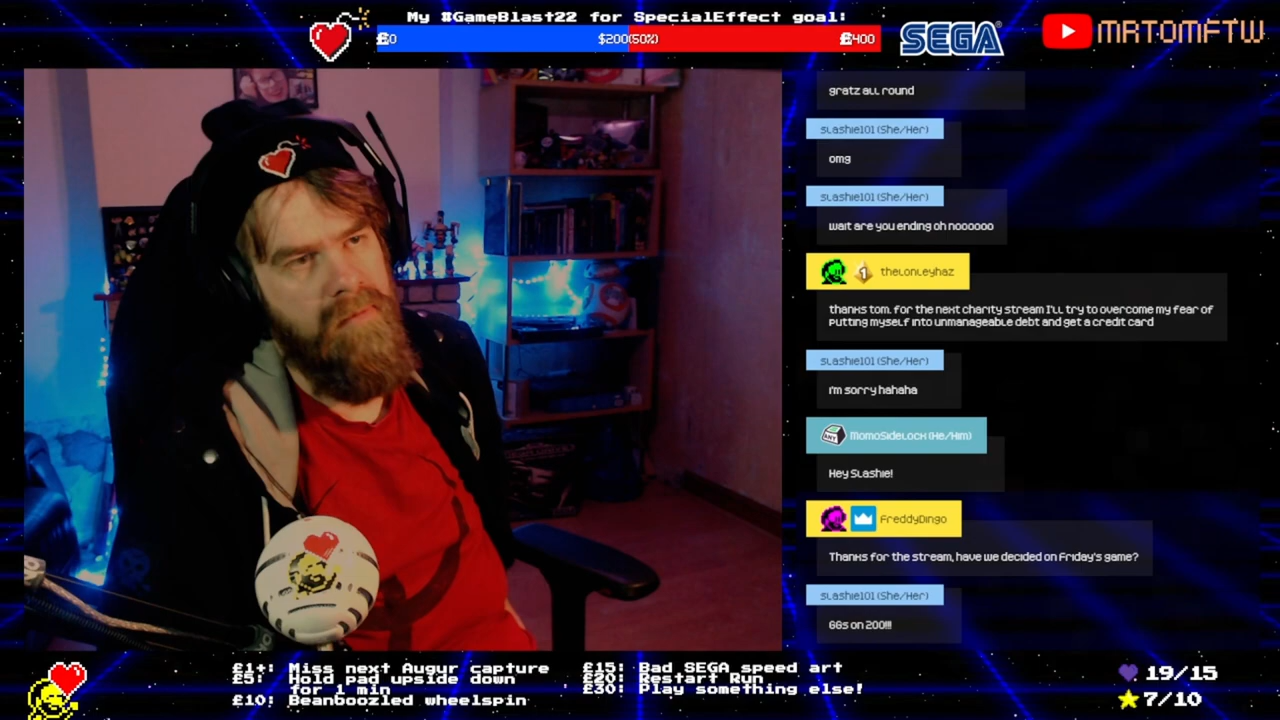 My #GameBlast22 for SpecialEffect goal:
£0
$200(50%)
£400
SEGA
MRTOMFTW
gratz all round
slashie101 (She/Her)
omg
slashie101 (She/Her)
wait are you ending oh nooooooo
1 thelonleyhaz
thanks tom. for the next charity stream I'll try to overcome my fear of
putting myself into unmanageable debt and get a credit card
slashie101 (She/Her)
i'm sorry hahaha
ANY MomoSidelock (He/Him)
Hey Slashie!
FreddyDingo
Thanks for the stream, have we decided on Friday's game?
slashie101 (She/Her)
GGs on 200!!!
£1+: Miss next Augur capture
£5: Hold pad upside down
for 1 min
£10: Beanboozled wheelspin
£15: Bad SEGA speed art
£20: Restart Run
£30: Play something else!
19/15
7/10